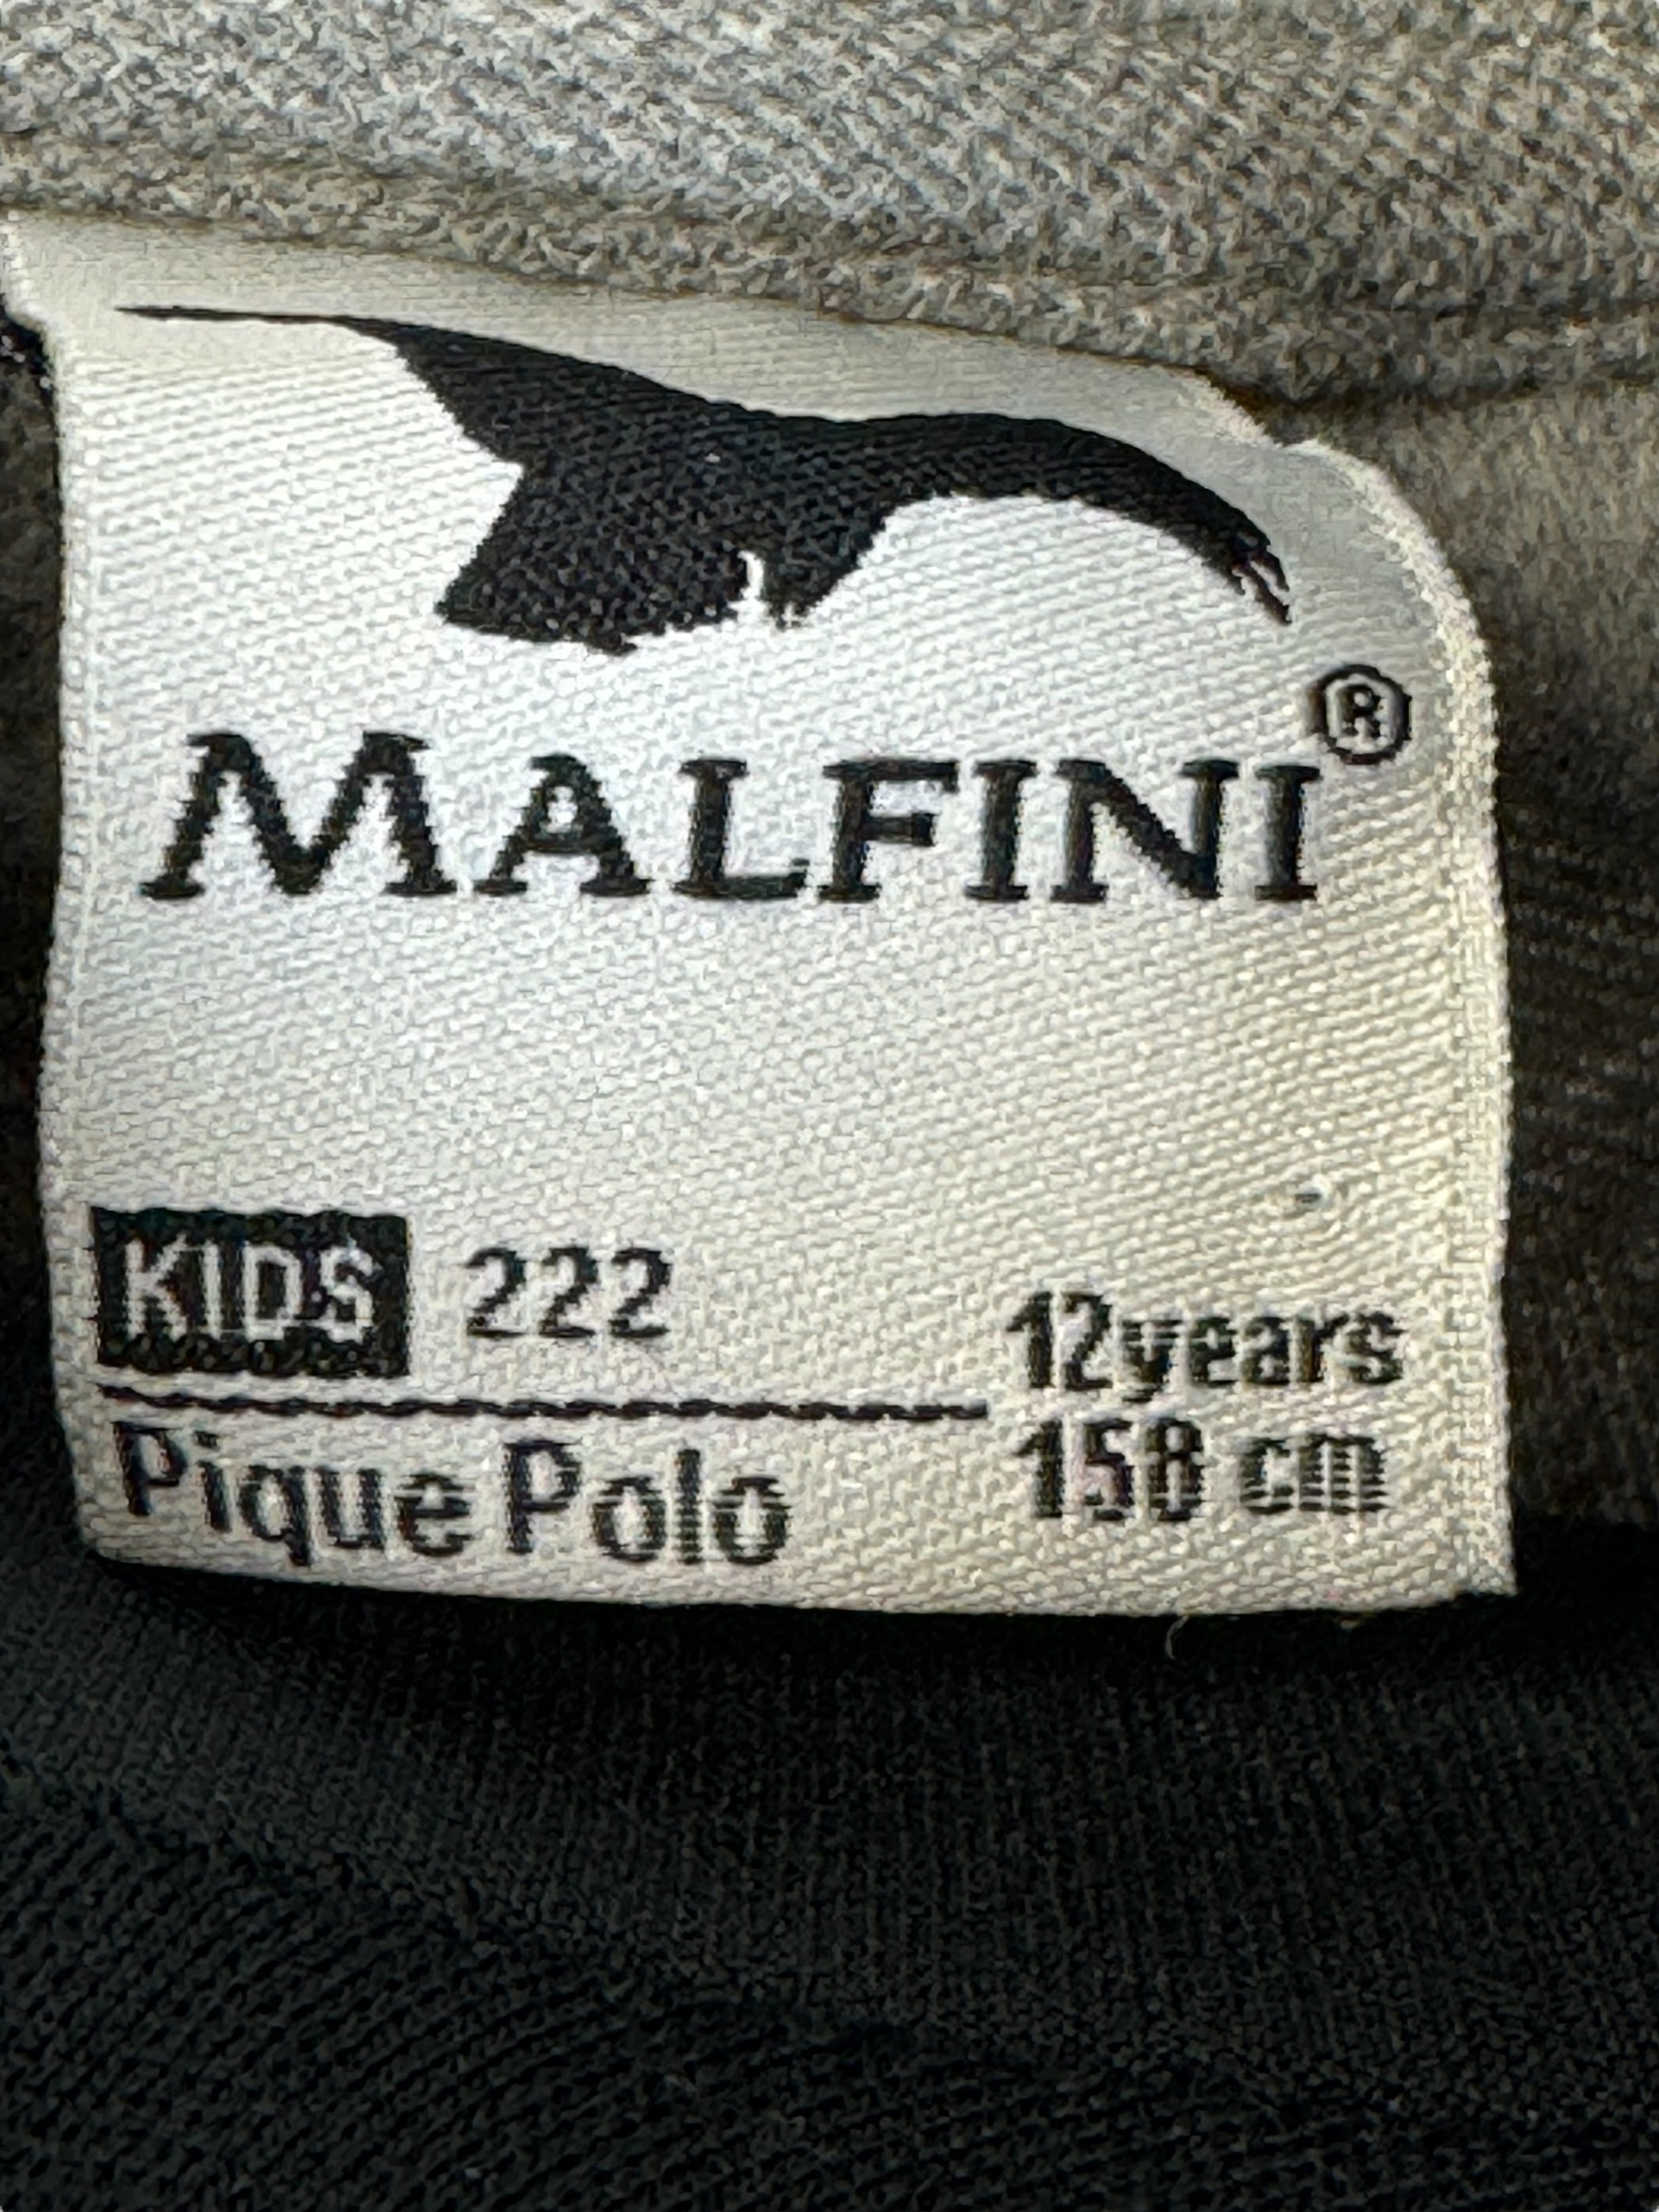 MALFINI®
KIDS 222
Pique Polo
12years
158 cm